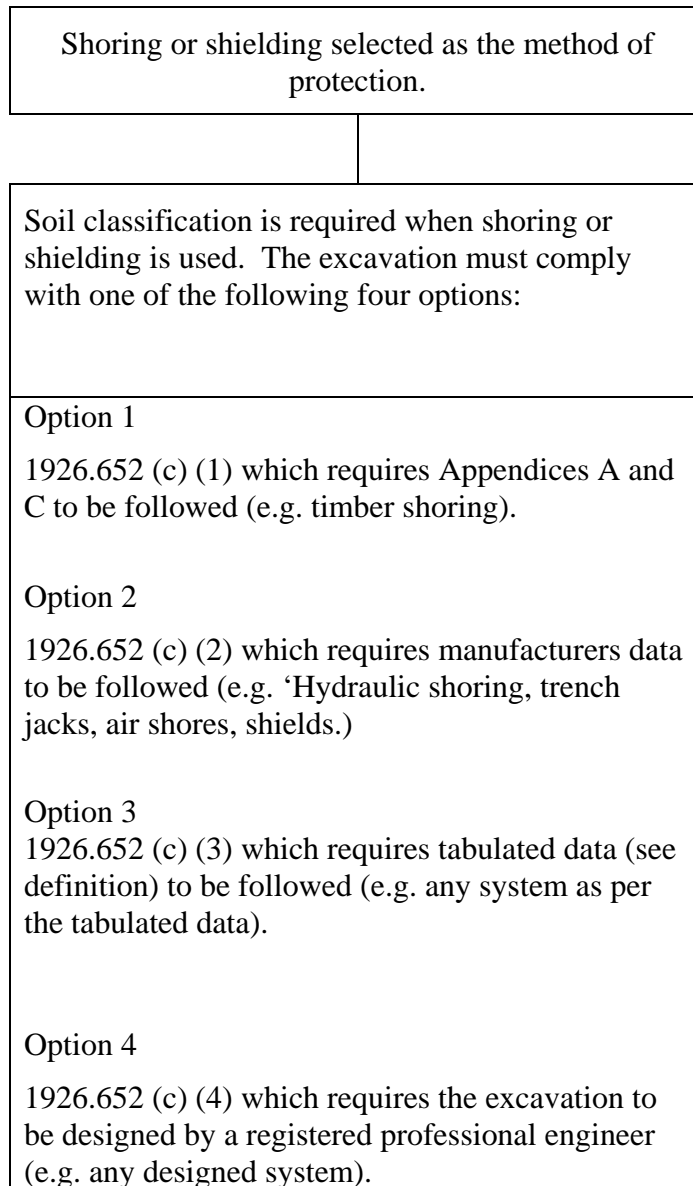 Shoring or shielding selected as the method of
protection.
Soil classification is required when shoring or
shielding is used.  The excavation must comply
with one of the following four options:
Option 1
1926.652 (c) (1) which requires Appendices A and
C to be followed (e.g. timber shoring).
Option 2
1926.652 (c) (2) which requires manufacturers data
to be followed (e.g. ‘Hydraulic shoring, trench
jacks, air shores, shields.)
Option 3
1926.652 (c) (3) which requires tabulated data (see
definition) to be followed (e.g. any system as per
the tabulated data).
Option 4
1926.652 (c) (4) which requires the excavation to
be designed by a registered professional engineer
(e.g. any designed system).